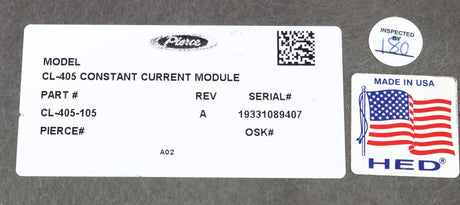 Pierce
MODEL
CL-405 CONSTANT CURRENT MODULE
PART # REV SERIAL#
CL-405-105 A 19331089407
PIERCE# OSK#
A02
INSPECTED
BY
180
MADE IN USA
HED®